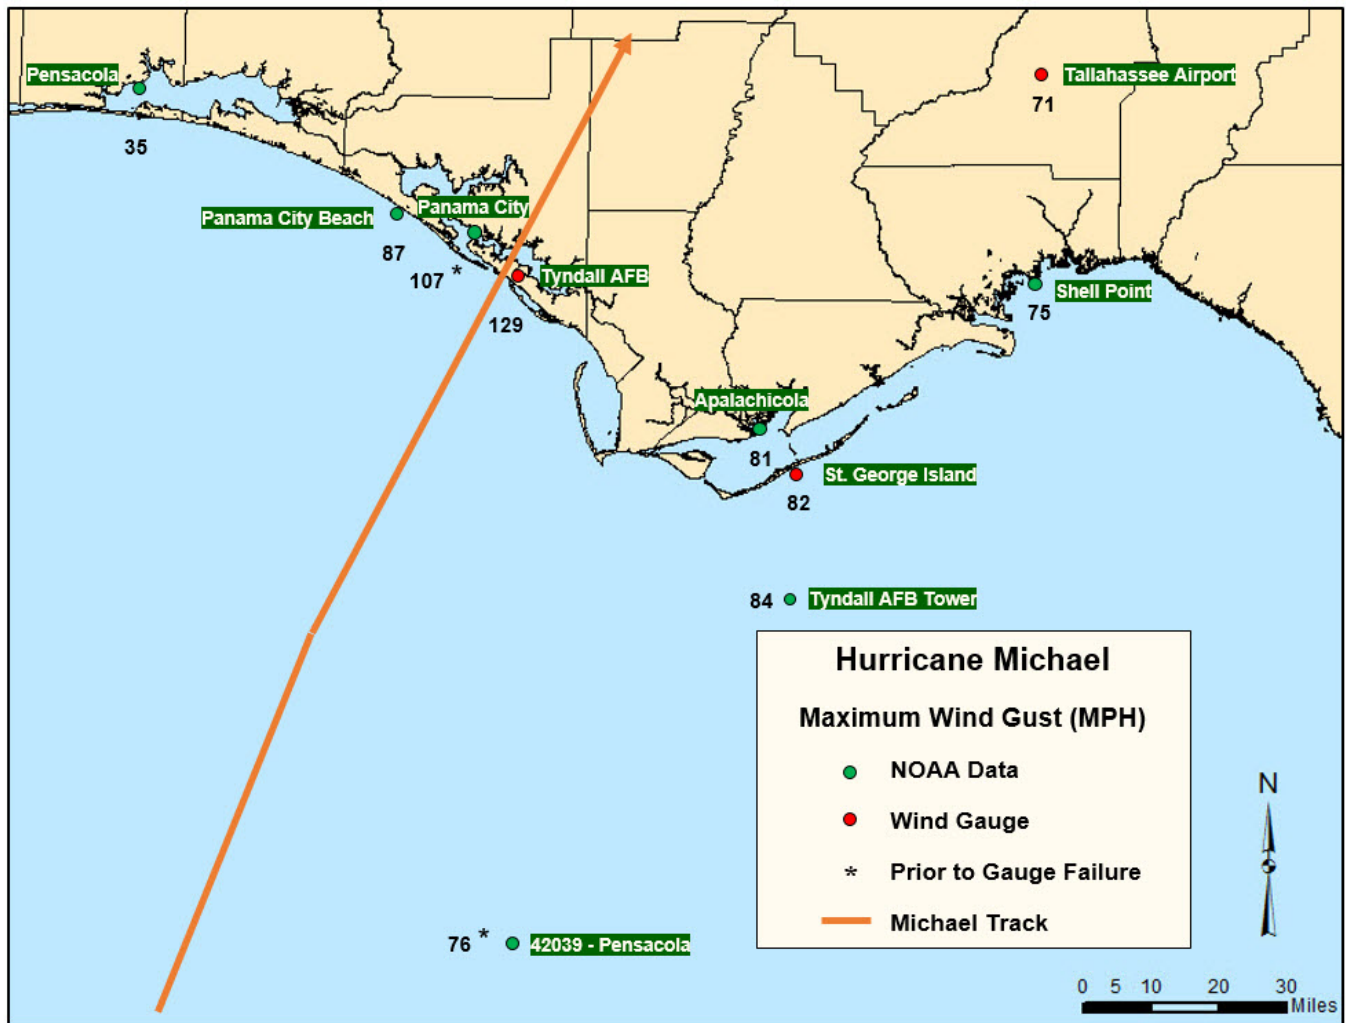 Pensacola
35
Tallahassee Airport
71
Panama City Beach
87
Panama City
107 *
Tyndall AFB
129
Shell Point
75
Apalachicola
81
St. George Island
82
84
Tyndall AFB Tower
Hurricane Michael
Maximum Wind Gust (MPH)
NOAA Data
Wind Gauge
* Prior to Gauge Failure
Michael Track
N
76 *
42039 - Pensacola
0 5 10 20 30
Miles